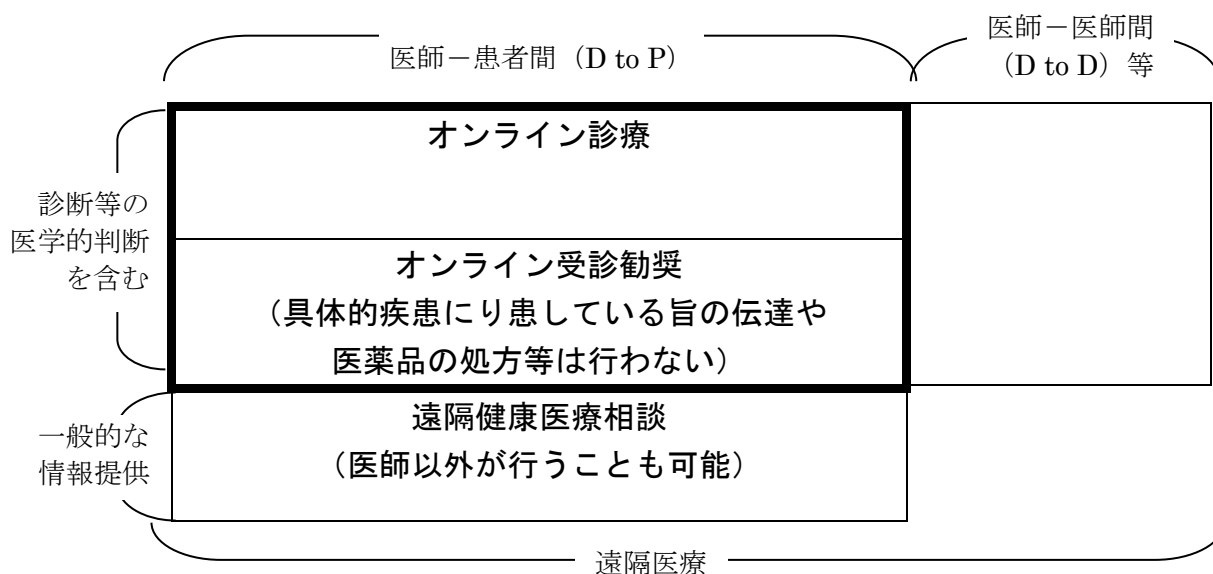 医師－患者間（D to P）
医師－医師間
（D to D）等
オンライン診療
診断等の
医学的判断
を含む
オンライン受診勧奨
（具体的疾患にり患している旨の伝達や
医薬品の処方等は行わない）
一般的な
情報提供
遠隔健康医療相談
（医師以外が行うことも可能）
遠隔医療